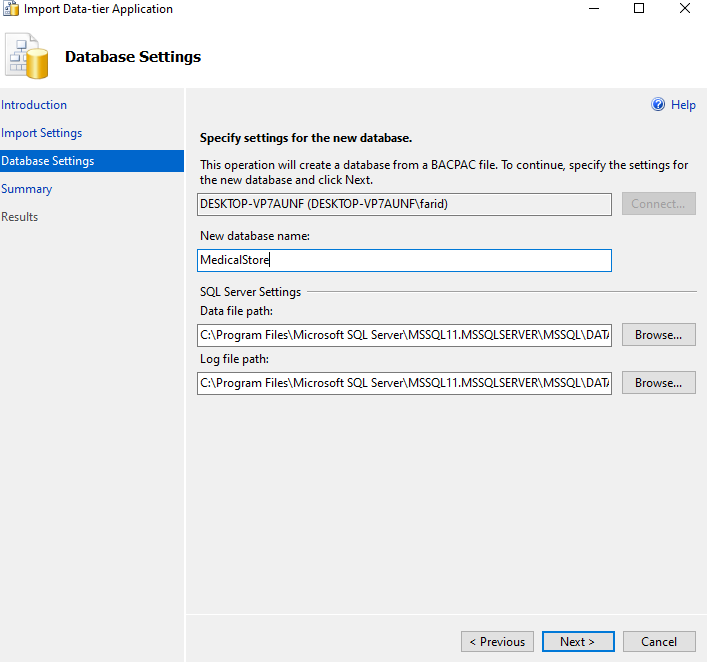 Import Data-tier Application
Database Settings
Introduction
Import Settings
Database Settings
Summary
Results
Help
Specify settings for the new database.
This operation will create a database from a BACPAC file. To continue, specify the settings for
the new database and click Next.
DESKTOP-VP7AUNF (DESKTOP-VP7AUNF\farid)
Connect...
New database name:
MedicalStore
SQL Server Settings
Data file path:
C:\Program Files\Microsoft SQL Server\MSSQL11.MSSQLSERVER\MSSQL\DATA
Browse...
Log file path:
C:\Program Files\Microsoft SQL Server\MSSQL11.MSSQLSERVER\MSSQL\DATA
Browse...
< Previous
Next >
Cancel